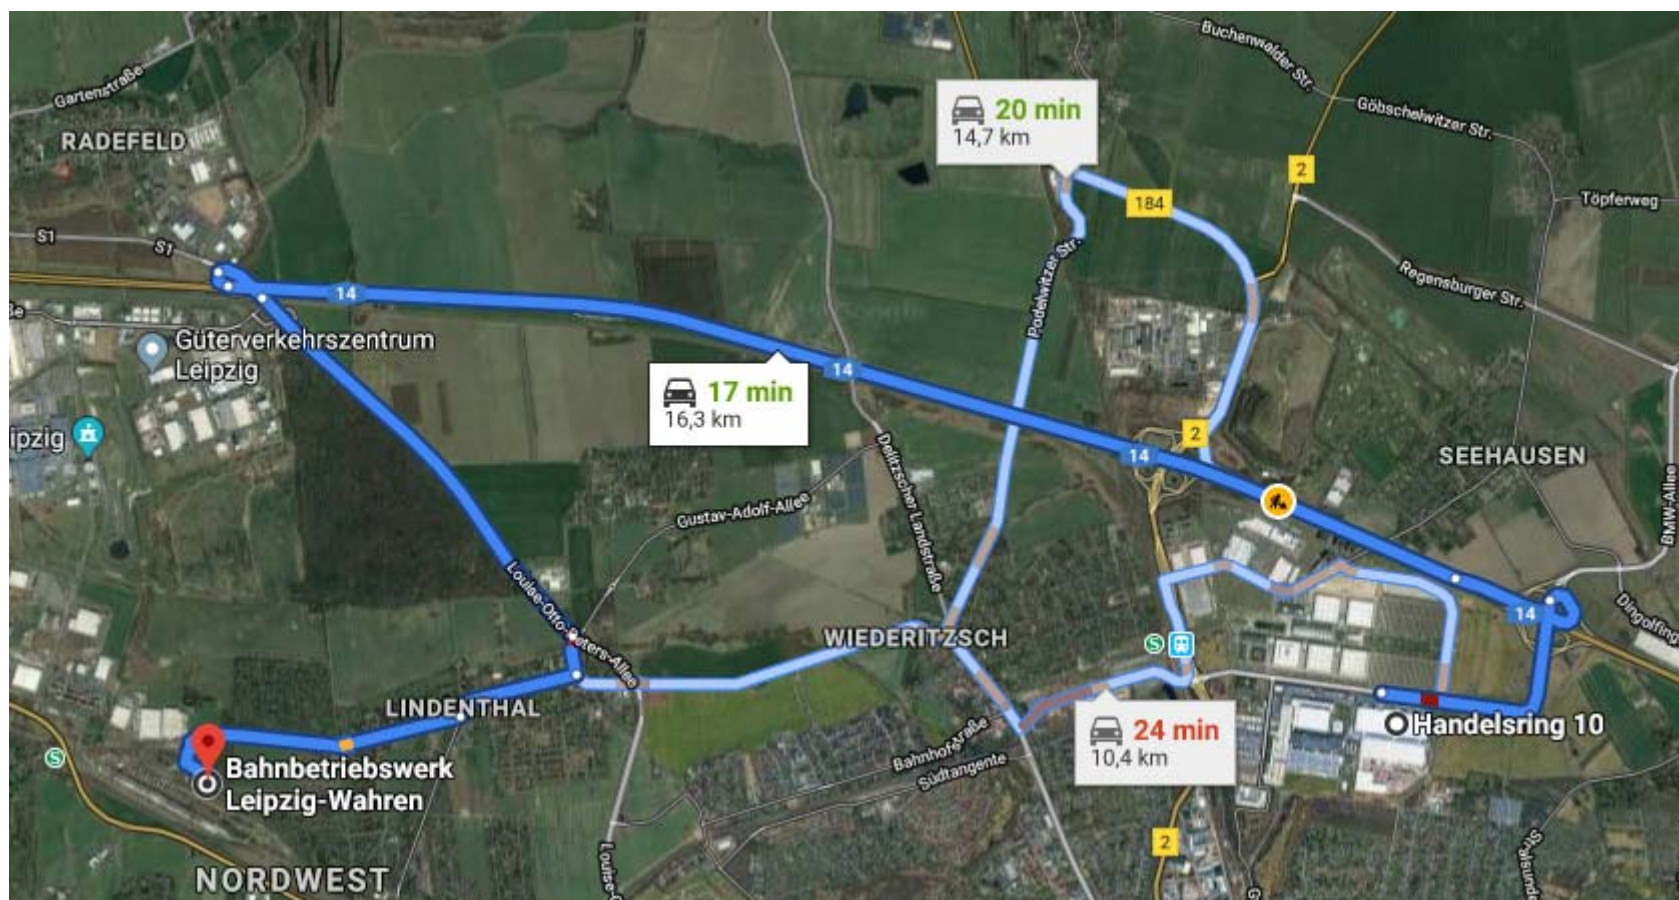 Buchenwalder Str.
Gartenstraße
20 min
14,7 km
Göbschelwitzer Str.
RADEFELD
2
184
Töpferweg
S1
S1
Podelwitzer Str.
Regensburger Str.
14
Güterverkehrszentrum
Leipzig
14
17 min
16,3 km
2
ipzig
14
SEEHAUSEN
Delitzscher Landstraße
BMW-Allee
Gustav-Adolf-Allee
Louise-Otto-Peters-Allee
14
Dingolfing
WIEDERITZSCH
S
LINDENTHAL
Handelsring 10
24 min
10,4 km
Bahnhofstraße
Südtangente
S
Bahnbetriebswerk
Leipzig-Wahren
2
Stralsund
Louise-O
NORDWEST
G